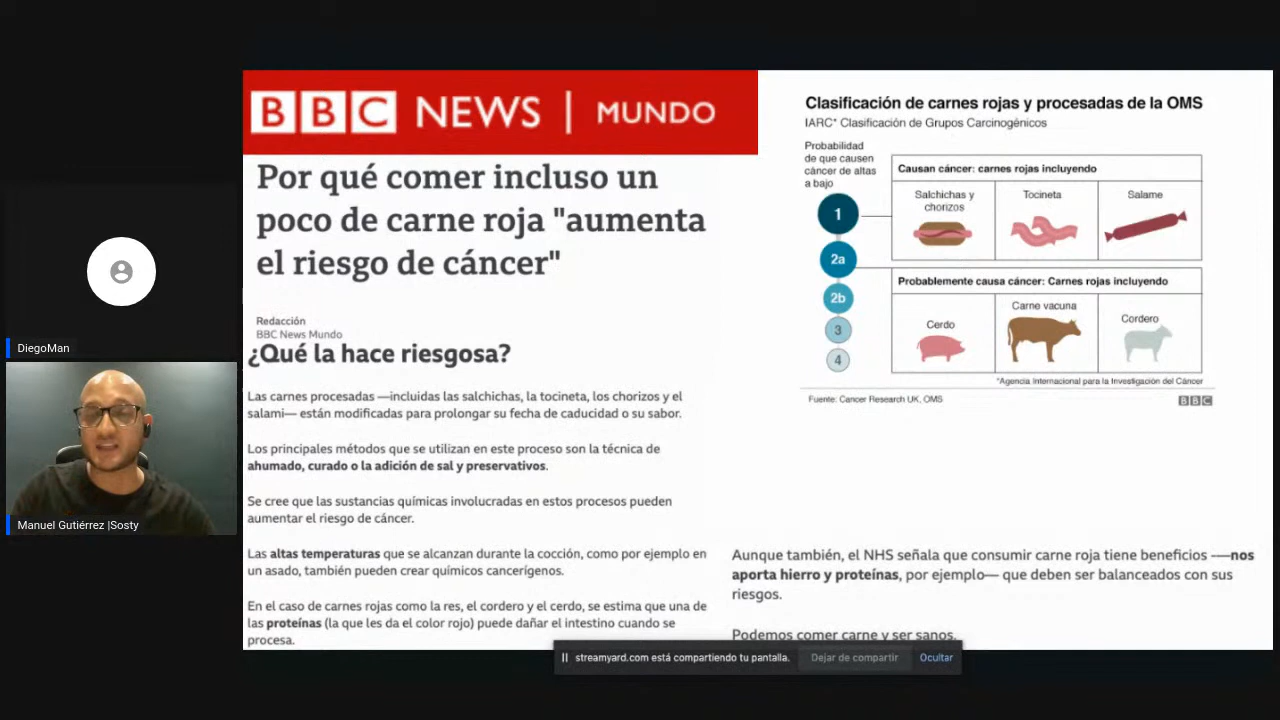 BBC NEWS | MUNDO
Por qué comer incluso un
poco de carne roja "aumenta
el riesgo de cáncer"
Redacción
BBC News Mundo
¿Qué la hace riesgosa?
Las carnes procesadas —incluidas las salchichas, la tocineta, los chorizos y el
salami— están modificadas para prolongar su fecha de caducidad o su sabor.
Los principales métodos que se utilizan en este proceso son la técnica de
ahumado, curado o la adición de sal y preservativos.
Se cree que las sustancias químicas involucradas en estos procesos pueden
aumentar el riesgo de cáncer.
Las altas temperaturas que se alcanzan durante la cocción, como por ejemplo en
un asado, también pueden crear químicos cancerígenos.
En el caso de carnes rojas como la res, el cordero y el cerdo, se estima que una de
las proteínas (la que les da el color rojo) puede dañar el intestino cuando se
procesa.
Clasificación de carnes rojas y procesadas de la OMS
IARC* Clasificación de Grupos Carcinogénicos
Probabilidad
de que causen
càncer de altas
a bajo
1
2a
2b
3
4
Causan cáncer: carnes rojas incluyendo
Salchichas y
chorizos
Tocineta
Salame
Probablemente causa cáncer: Carnes rojas incluyendo
Cerdo
Carne vacuna
Cordero
*Agencia Internacional para la Investigación del Cáncer
Fuente: Cancer Research UK, OMS
BBC
Aunque también, el NHS señala que consumir carne roja tiene beneficios —nos
aporta hierro y proteínas, por ejemplo— que deben ser balanceados con sus
riesgos.
Podemos comer carne y ser sanos.
streamyard.com está compartiendo tu pantalla.
Dejar de compartir
Ocultar
DiegoMan
Manuel Gutiérrez |Sosty